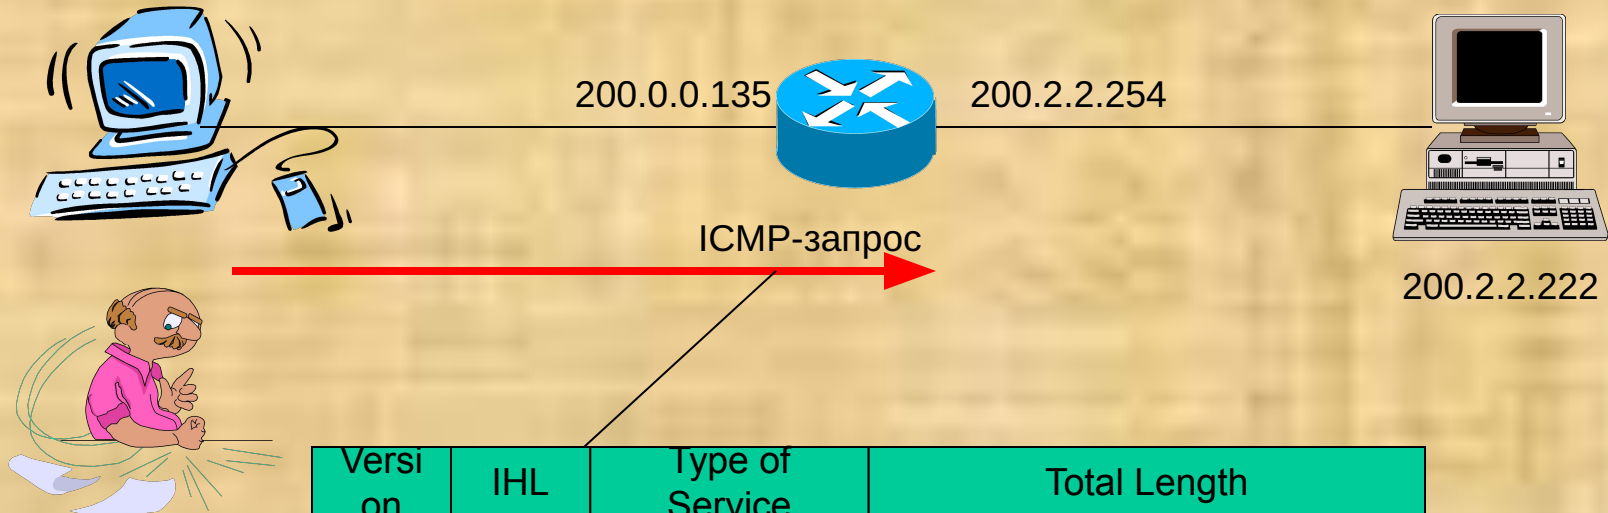 200.0.0.135
200.2.2.254
ICMP-запрос
200.2.2.222
Versi
on
IHL
Type of
Service
Total Length